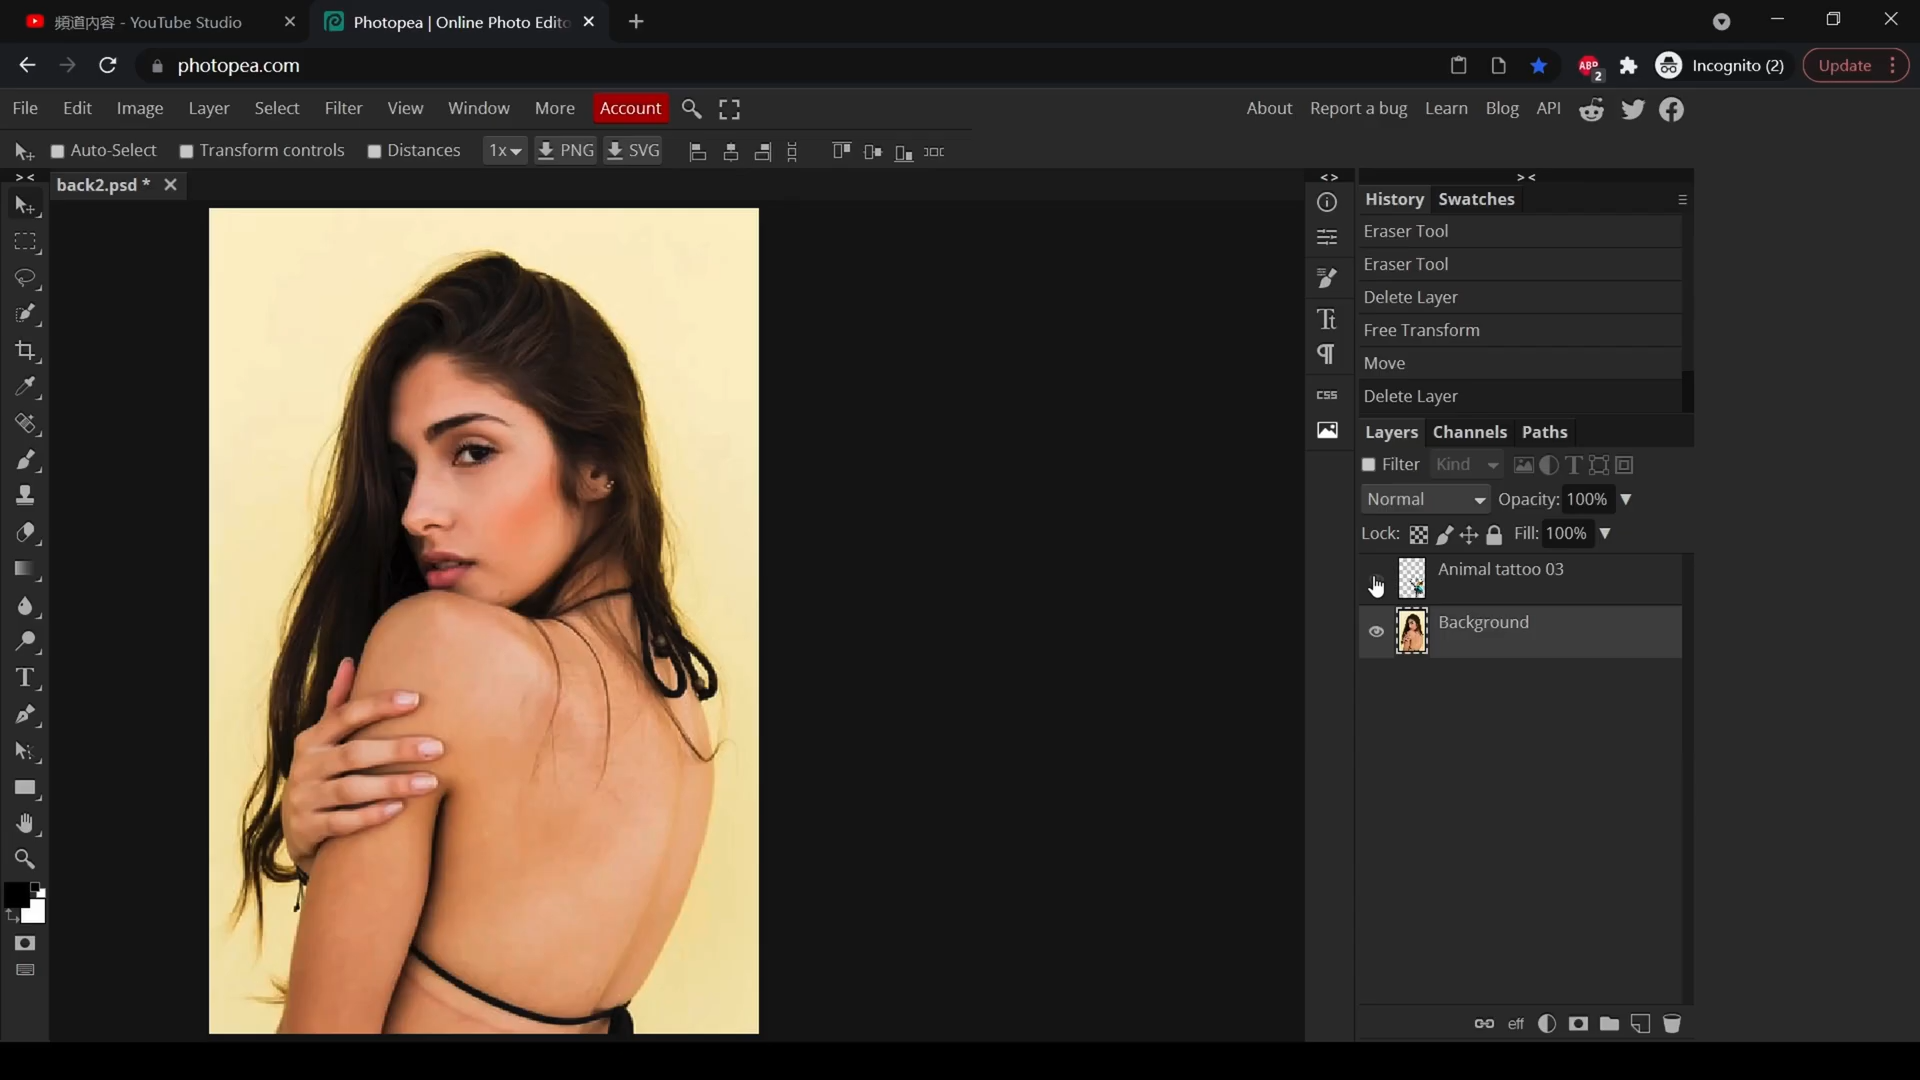 頻道内容 - YouTube Studio
Photopea | Online Photo Edito
photopea.com
ABP
2
Incognito (2)
Update
File Edit Image Layer Select Filter View Window More Account
About Report a bug Learn Blog API
Auto-Select Transform controls Distances 1x PNG SVG
back2.psd *
History Swatches
Eraser Tool
Eraser Tool
Delete Layer
Free Transform
Move
Delete Layer
CSS
Layers Channels Paths
Filter Kind
Normal Opacity: 100%
Lock: Fill: 100%
Animal tattoo 03
Background
eff